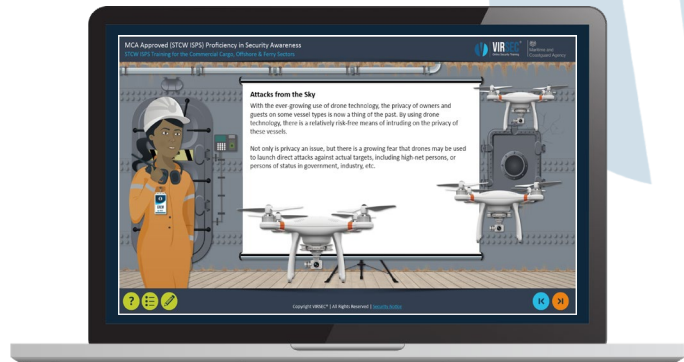 MCA Approved (STCW ISPS) Proficiency in Security Awareness
STCW ISPS Training for the Commercial Cargo, Offshore & Ferry Sectors
VIRSEC
Maritime and
Coastguard Agency
Attacks from the Sky
With the ever-growing use of drone technology, the privacy of owners and
guests on some vessel types is now a thing of the past. By using drone
technology, there is a relatively risk-free means of intruding on the privacy of
these vessels.
Not only is privacy an issue, but there is a growing fear that drones may be used
to launch direct attacks against actual targets, including high-net persons, or
persons of status in government, industry, etc.
?
Copyright VIRSEC® | All Rights Reserved |